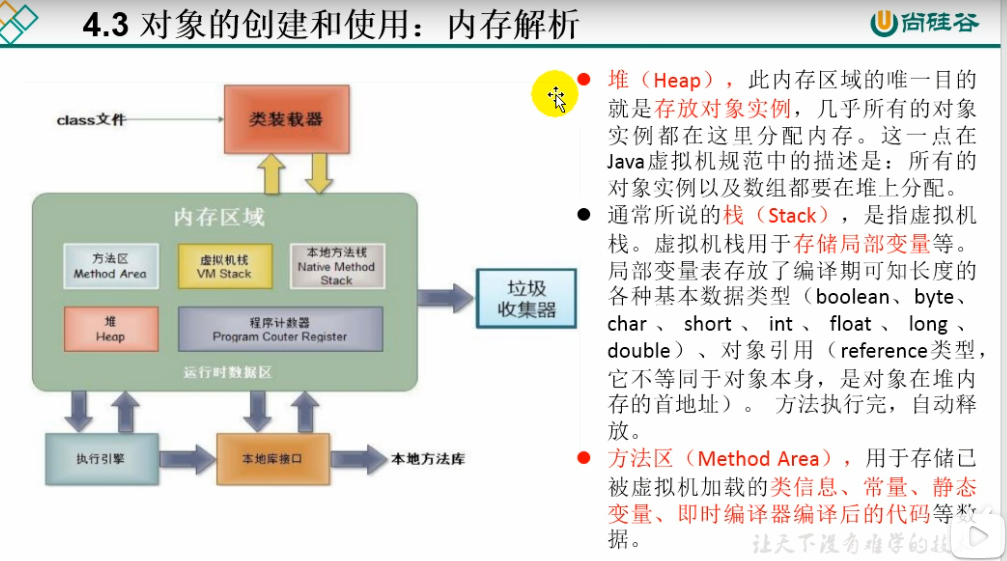 4.3 对象的创建和使用：内存解析
尚硅谷
class文件
类装载器
内存区域
方法区
Method Area
虚拟机栈
VM Stack
本地方法栈
Native Method
Stack
堆
Heap
程序计数器
Program Couter Register
运行时数据区
垃圾
收集器
执行引擎
本地库接口
本地方法库
堆（Heap），此内存区域的唯一目的
就是存放对象实例，几乎所有的对象
实例都在这里分配内存。这一点在
Java虚拟机规范中的描述是：所有的
对象实例以及数组都要在堆上分配。
通常所说的栈（Stack），是指虚拟机
栈。虚拟机栈用于存储局部变量等。
局部变量表存放了编译期可知长度的
各种基本数据类型（boolean、byte、
char 、 short 、 int 、 float 、 long 、
double）、对象引用（reference类型，
它不等同于对象本身，是对象在堆内
存的首地址）。 方法执行完，自动释
放。
方法区（Method Area），用于存储已
被虚拟机加载的类信息、常量、静态
变量、即时编译器编译后的代码等数
据。
让天下没有难学的技